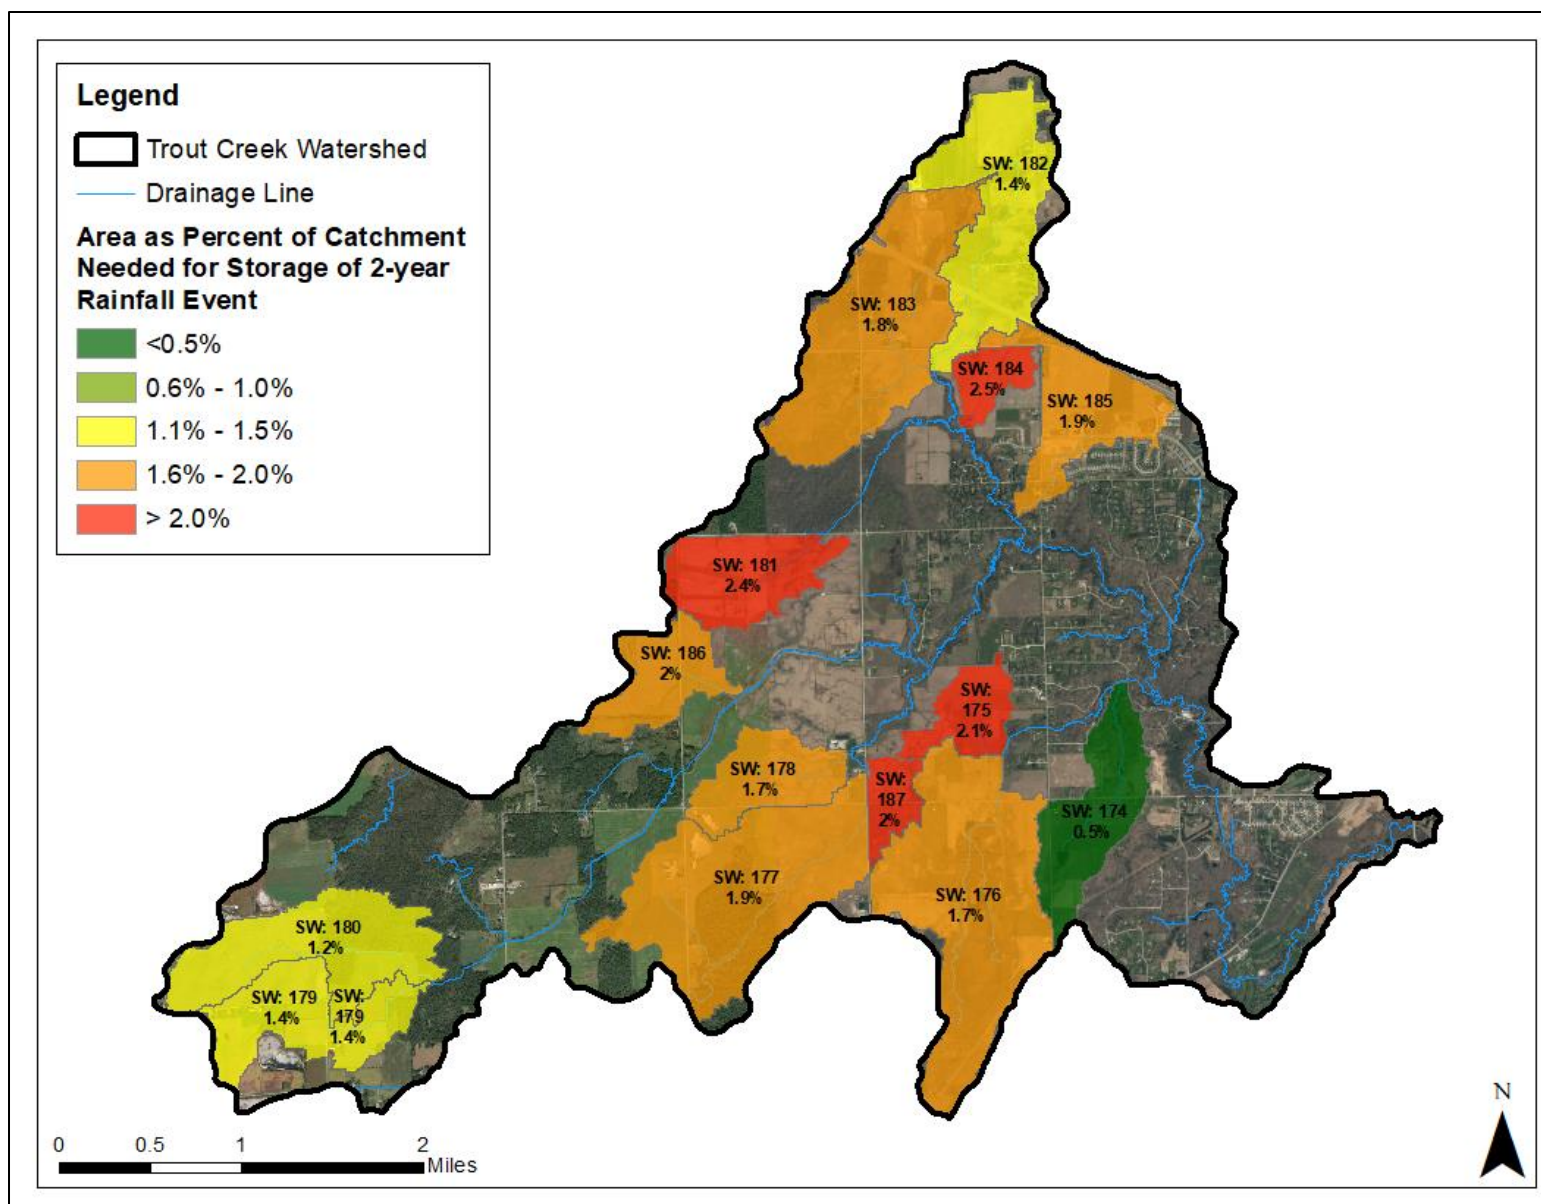 Legend
Trout Creek Watershed
Drainage Line
Area as Percent of Catchment
Needed for Storage of 2-year
Rainfall Event
<0.5%
0.6% - 1.0%
1.1% - 1.5%
1.6% - 2.0%
> 2.0%
SW: 182
1.4%
SW: 183
1.8%
SW: 184
2.5%
SW: 185
1.9%
SW: 181
2.4%
SW: 186
2%
SW:
175
2.1%
SW: 178
1.7%
SW:
187
2%
SW: 174
0.5%
SW: 177
1.9%
SW: 176
1.7%
SW: 180
1.2%
SW: 179
1.4%
SW:
179
1.4%
N
0 0.5 1 2
Miles